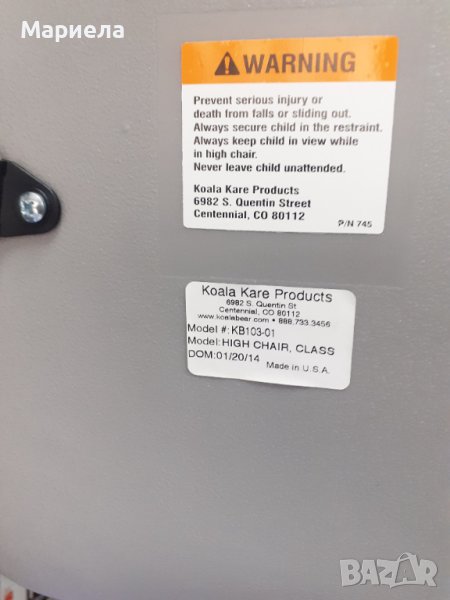 Мариела
WARNING
Prevent serious injury or
death from falls or sliding out.
Always secure child in the restraint.
Always keep child in view while
in high chair.
Never leave child unattended.
Koala Kare Products
6982 S. Quentin Street
Centennial, CO 80112
P/N 745
Koala Kare Products
6982 S. Quentin St
Centennial, CO 80112
www.koalabear.com • 888.733.3456
Model #: KB103-01
Model: HIGH CHAIR, CLASS
DOM: 01/20/14
Made in U.S.A.
BAZAR